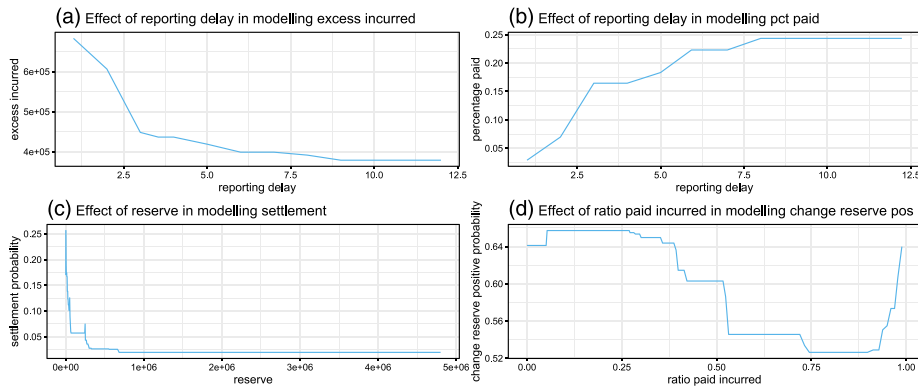 (a) Effect of reporting delay in modelling excess incurred
excess incurred
6e+05
5e+05
4e+05
2.5 5.0 7.5 10.0 12.5
reporting delay
(b) Effect of reporting delay in modelling pct paid
percentage paid
0.25
0.20
0.15
0.10
0.05
2.5 5.0 7.5 10.0 12.5
reporting delay
(c) Effect of reserve in modelling settlement
settlement probability
0.25
0.20
0.15
0.10
0.05
0e+00 1e+06 2e+06 3e+06 4e+06 5e+06
reserve
(d) Effect of ratio paid incurred in modelling change reserve pos
change reserve positive probability
0.64
0.60
0.56
0.52
0.00 0.25 0.50 0.75 1.00
ratio paid incurred